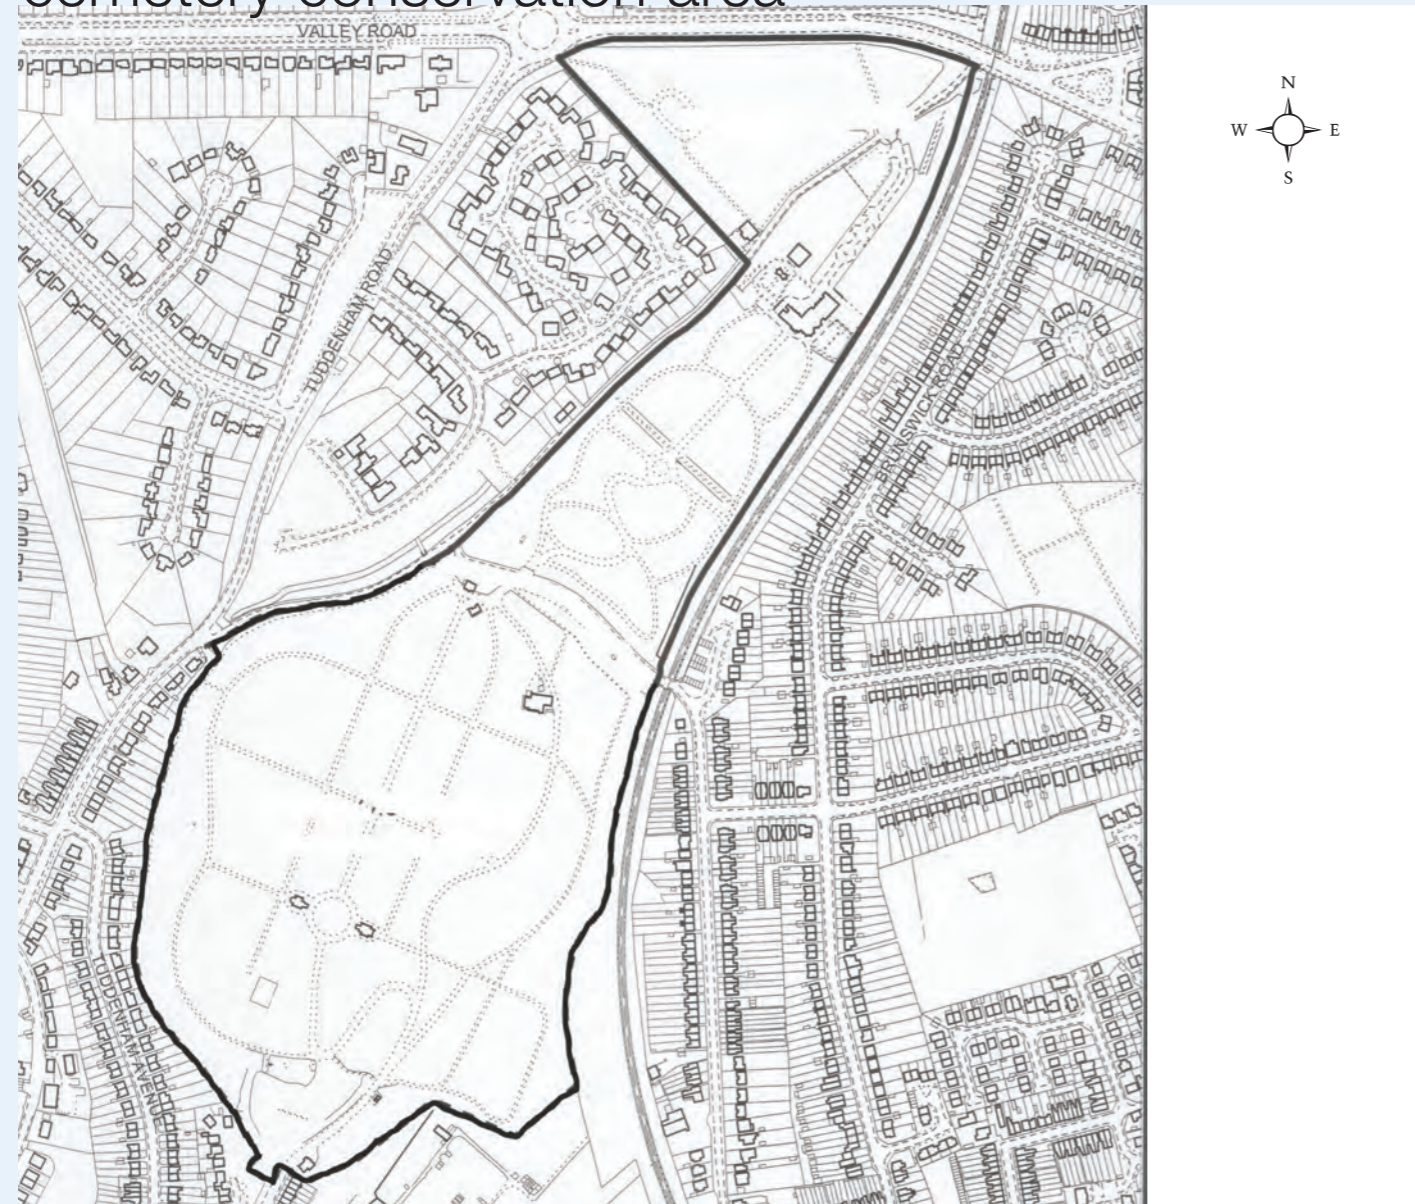 cemetery conservation area
VALLEY ROAD
N
W E
S
TUDDENHAM ROAD
BRUNSWICK ROAD
TUDDENHAM AVENUE